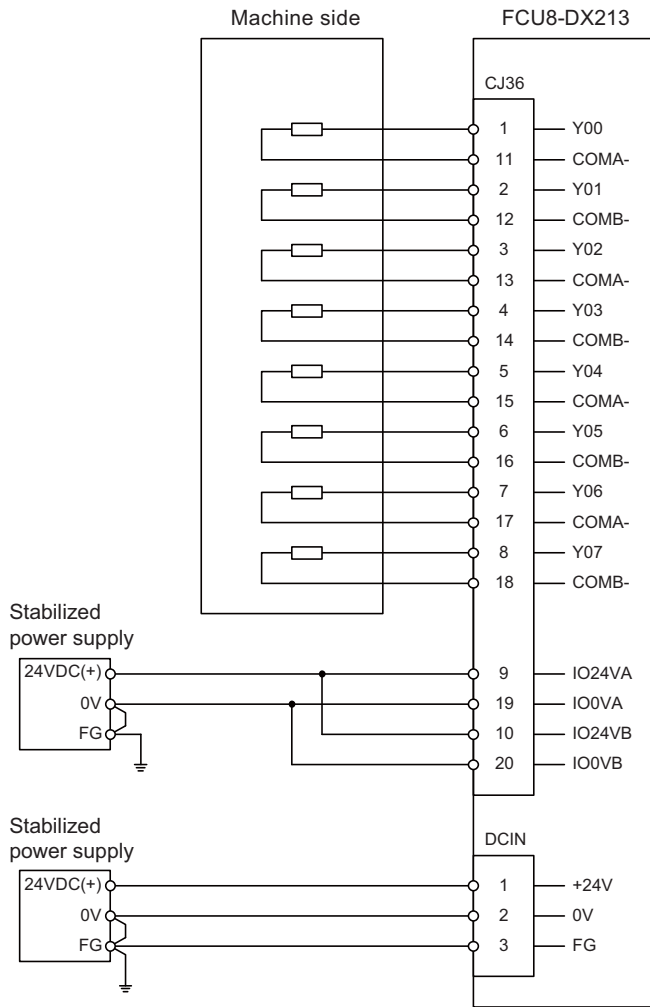 Machine side FCU8-DX213
CJ36
1 Y00
11 COMA-
2 Y01
12 COMB-
3 Y02
13 COMA-
4 Y03
14 COMB-
5 Y04
15 COMA-
6 Y05
16 COMB-
7 Y06
17 COMA-
8 Y07
18 COMB-
Stabilized
power supply
24VDC(+) 9 IO24VA
0V 19 IO0VA
FG 10 IO24VB
20 IO0VB
Stabilized
power supply
DCIN
24VDC(+) 1 +24V
0V 2 0V
FG 3 FG